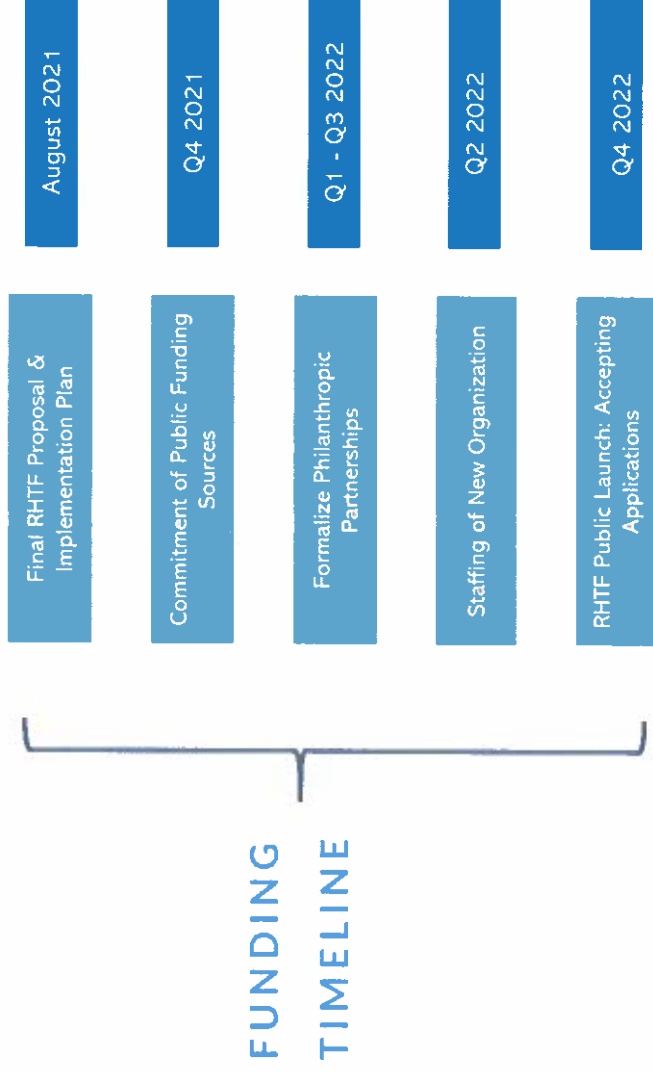 FUNDING
TIMELINE
Final RHTF Proposal &
Implementation Plan
August 2021
Commitment of Public Funding
Sources
Q4 2021
Formalize Philanthropic
Partnerships
Q1 - Q3 2022
Staffing of New Organization
Q2 2022
RHTF Public Launch: Accepting
Applications
Q4 2022